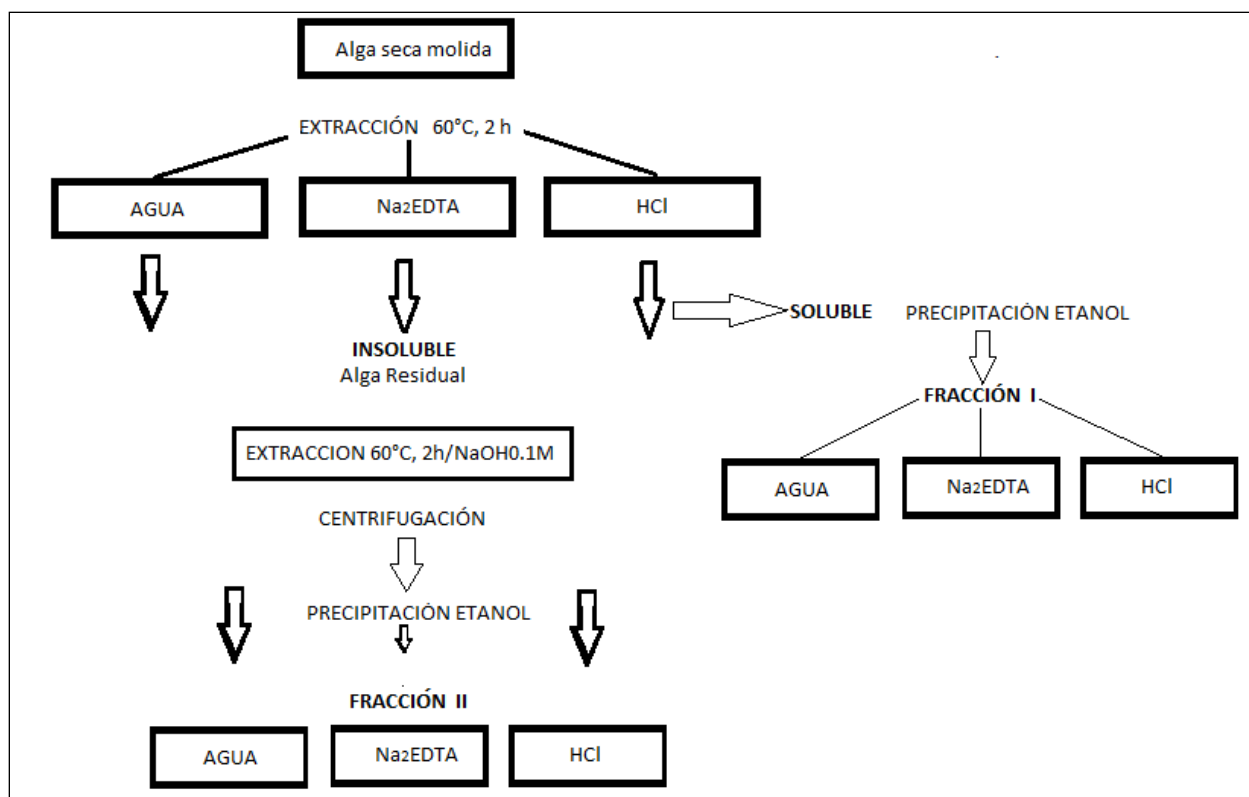 Alga seca molida
EXTRACCIÓN 60°C, 2 h
AGUA
Na2EDTA
HCl
SOLUBLE
PRECIPITACIÓN ETANOL
INSOLUBLE
Alga Residual
FRACCIÓN I
EXTRACCION 60°C, 2h/NaOH0.1M
AGUA
Na2EDTA
HCl
CENTRIFUGACIÓN
PRECIPITACIÓN ETANOL
FRACCIÓN II
AGUA
Na2EDTA
HCl